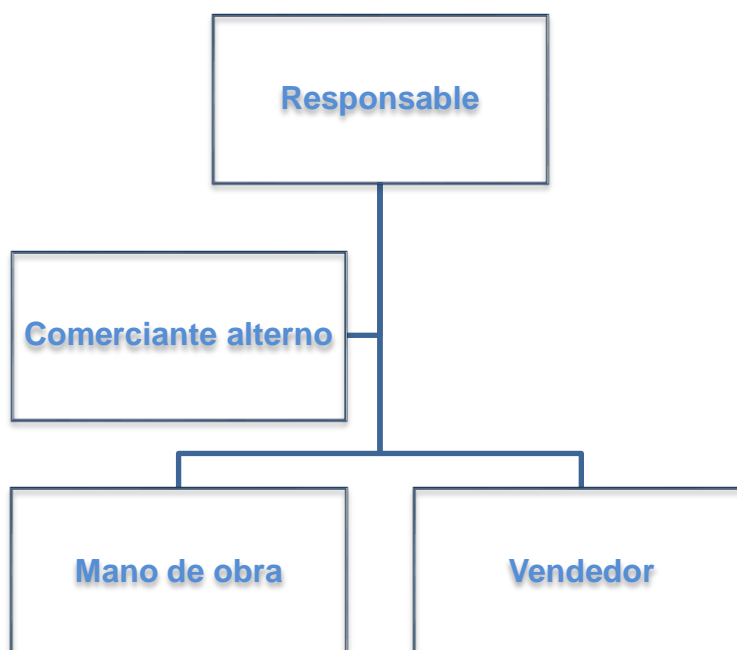 Responsable
Comerciante alterno
Mano de obra
Vendedor